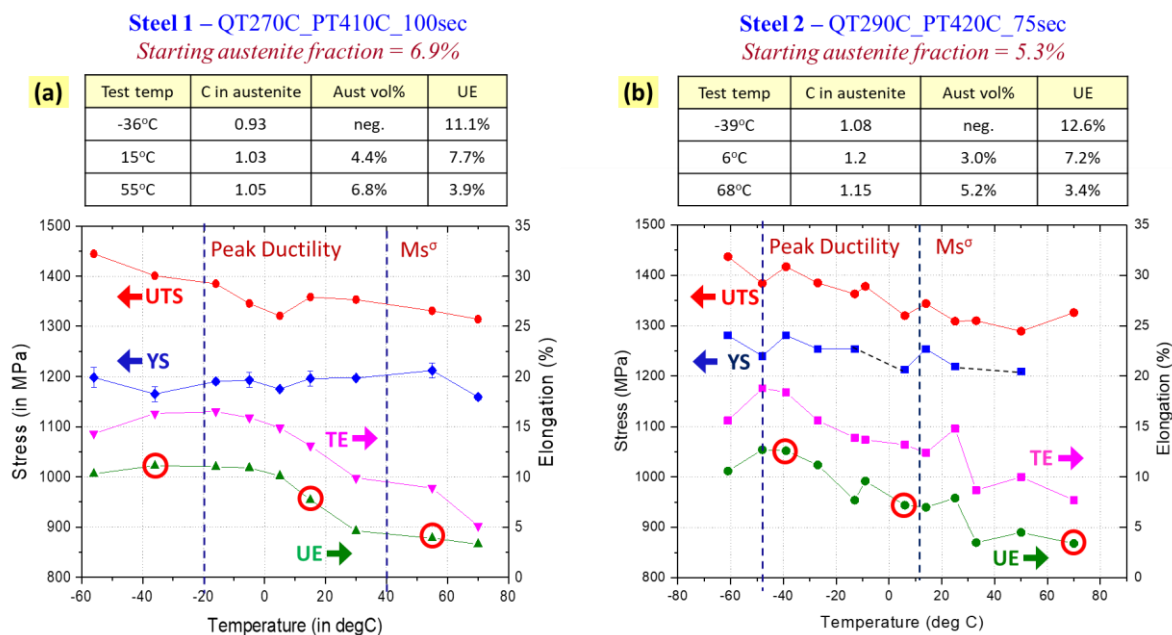 Steel 1 – QT270C_PT410C_100sec
Starting austenite fraction = 6.9%
(a)
Test temp C in austenite Aust vol% UE
-36°C 0.93 neg. 11.1%
15°C 1.03 4.4% 7.7%
55°C 1.05 6.8% 3.9%
1500
1400
1300
1200
1100
1000
900
800
Stress (in MPa)
35
30
25
20
15
10
5
0
Elongation (%)
Peak Ductility
Msσ
UTS
YS
TE
UE
-60 -40 -20 0 20 40 60 80
Temperature (in degC)
Steel 2 – QT290C_PT420C_75sec
Starting austenite fraction = 5.3%
(b)
Test temp C in austenite Aust vol% UE
-39°C 1.08 neg. 12.6%
6°C 1.2 3.0% 7.2%
68°C 1.15 5.2% 3.4%
1500
1400
1300
1200
1100
1000
900
800
Stress (MPa)
35
30
25
20
15
10
5
0
Elongation (%)
Peak Ductility
Msσ
UTS
YS
TE
UE
-80 -60 -40 -20 0 20 40 60 80
Temperature (deg C)